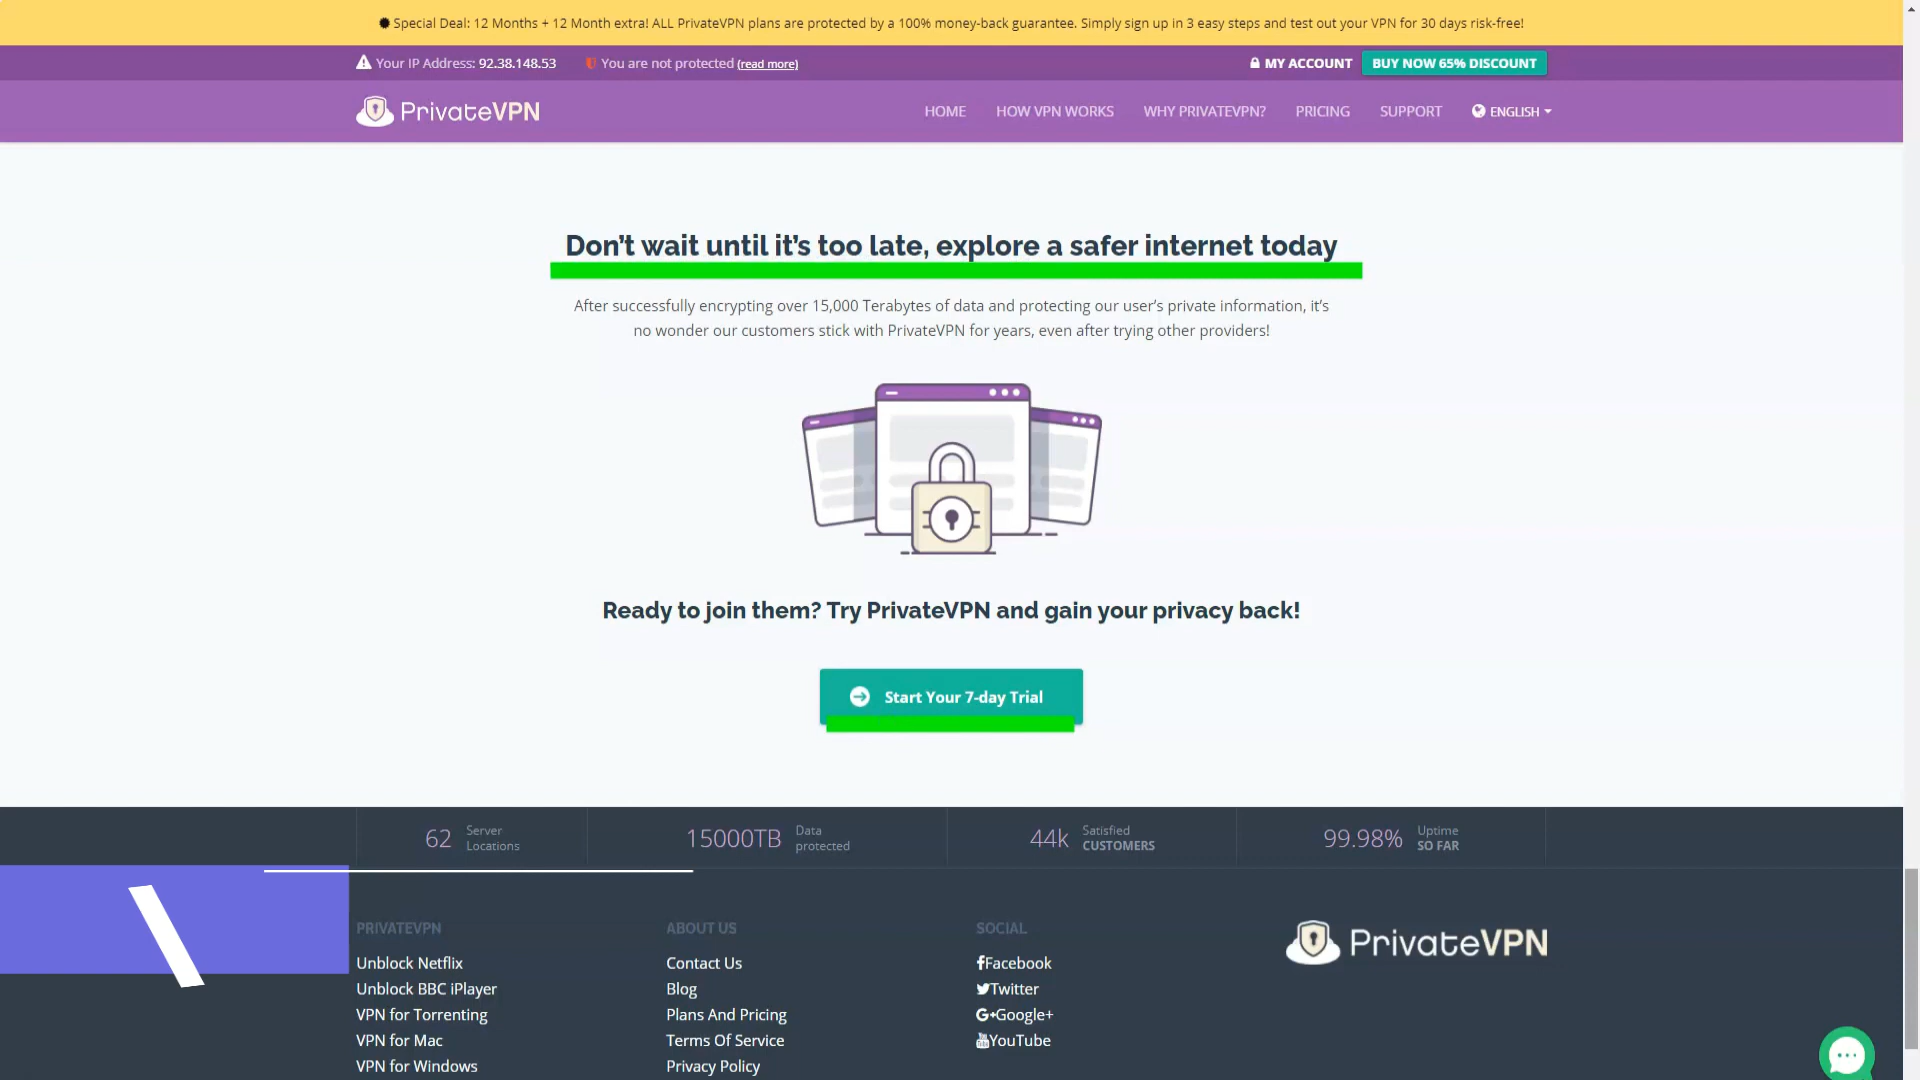 Special Deal: 12 Months + 12 Month extra! ALL PrivateVPN plans are protected by a 100% money-back guarantee. Simply sign up in 3 easy steps and test out your VPN for 30 days risk-free!
Your IP Address: 92.38.148.53 You are not protected (read more) MY ACCOUNT BUY NOW 65% DISCOUNT
PrivateVPN HOME HOW VPN WORKS WHY PRIVATEVPN? PRICING SUPPORT ENGLISH
Don't wait until it's too late, explore a safer internet today
After successfully encrypting over 15,000 Terabytes of data and protecting our user's private information, it's
no wonder our customers stick with PrivateVPN for years, even after trying other providers!
Ready to join them? Try PrivateVPN and gain your privacy back!
Start Your 7-day Trial
62 Server Locations
15000TB Data protected
44k Satisfied CUSTOMERS
99.98% Uptime SO FAR
PRIVATEVPN
Unblock Netflix
Unblock BBC iPlayer
VPN for Torrenting
VPN for Mac
VPN for Windows
ABOUT US
Contact Us
Blog
Plans And Pricing
Terms Of Service
Privacy Policy
SOCIAL
Facebook
Twitter
Google+
YouTube
PrivateVPN